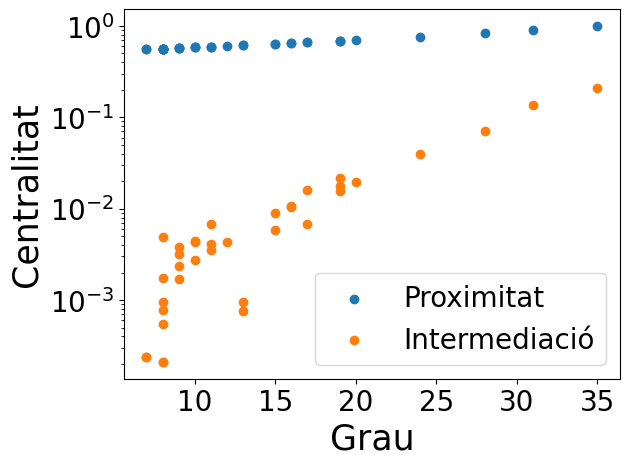 10⁰
10⁻¹
10⁻²
10⁻³
Centralitat
Proximitat
Intermediació
10 15 20 25 30 35
Grau